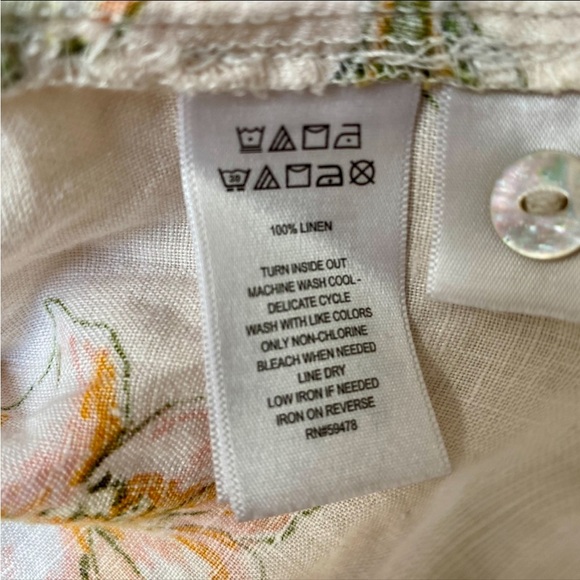 30
100% LINEN
TURN INSIDE OUT
MACHINE WASH COOL -
DELICATE CYCLE
WASH WITH LIKE COLORS
ONLY NON-CHLORINE
BLEACH WHEN NEEDED
LINE DRY
LOW IRON IF NEEDED
IRON ON REVERSE
RN#59478